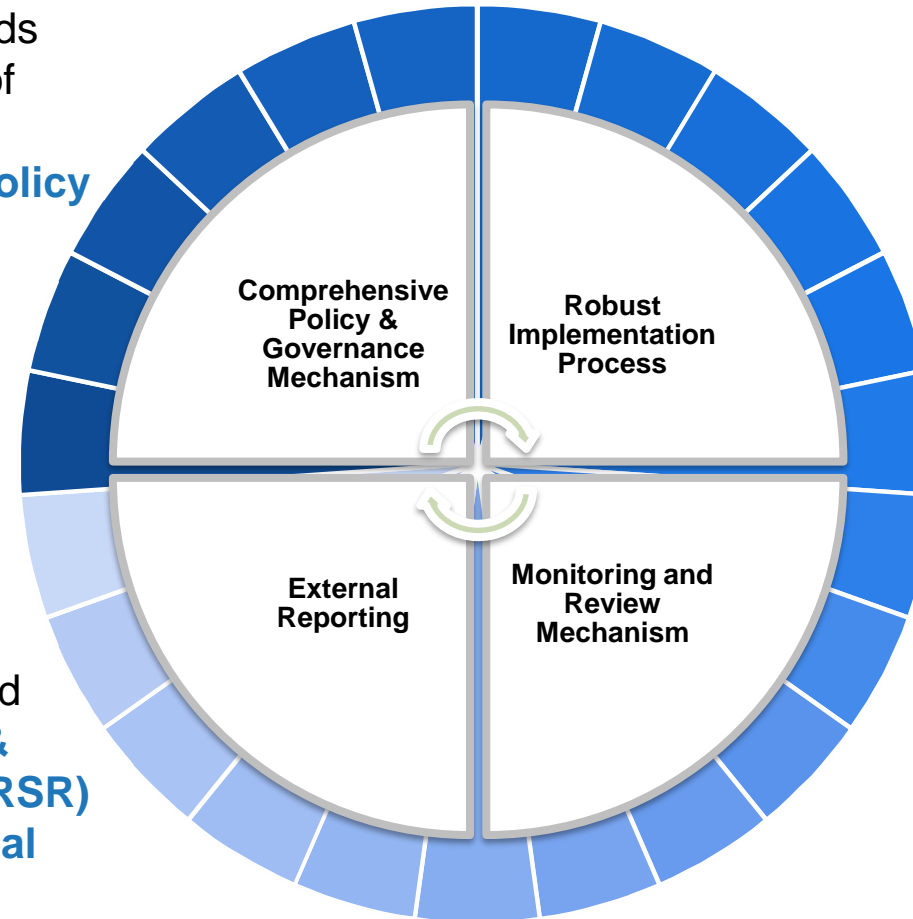 ds
of
olicy
Comprehensive
Policy &
Governance
Mechanism
Robust
Implementation
Process
External
Reporting
Monitoring and
Review
Mechanism
d
&
RSR)
al